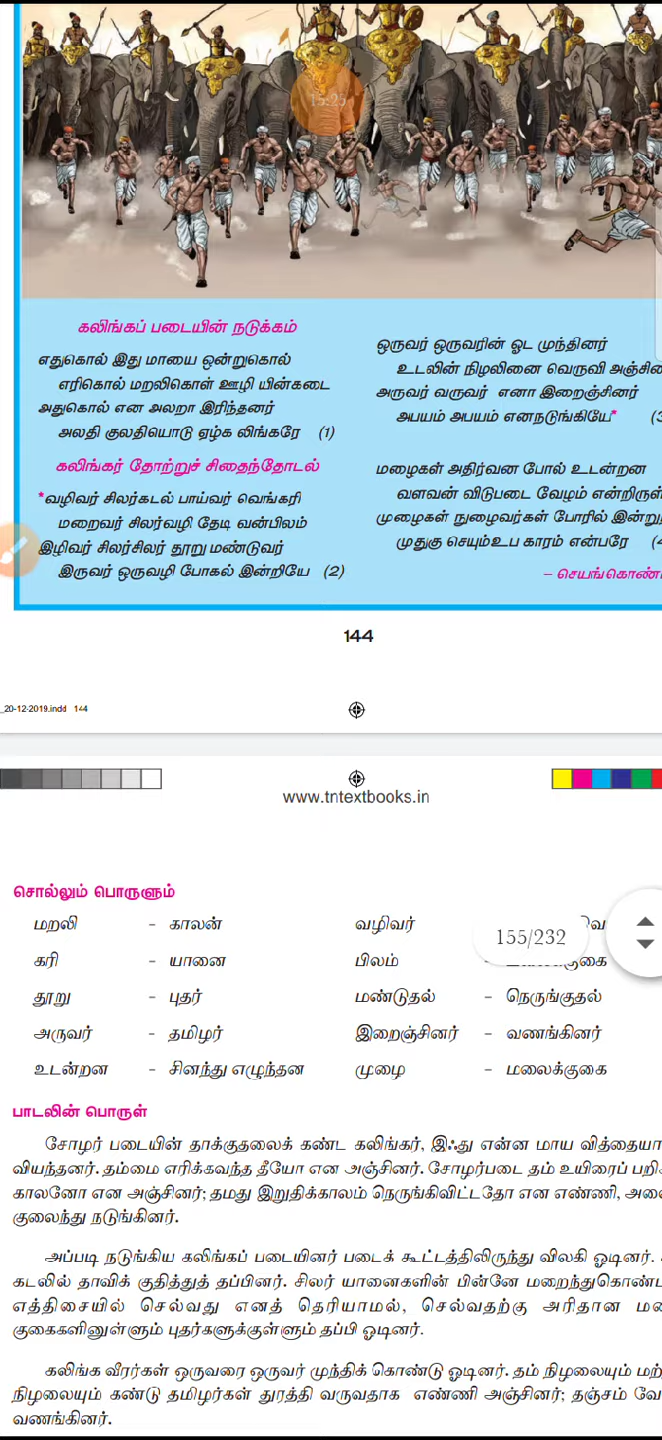 15:25
கலிங்கப் படையின் நடுக்கம்
எதுகொல் இது மாயை ஒன்றுகொல்
எரிகொல் மறலிகொள் ஊழி யின்கடை
அதுகொல் என அலறா இரிந்தனர்
அலதி குலதியொடு ஏழ்க லிங்கரே (1)
கலிங்கர் தோற்றுச் சிதைந்தோடல்
*வழிவர் சிலர்கடல் பாய்வர் வெங்கரி
மறைவர் சிலர்வழி தேடி வன்பிலம்
இழிவர் சிலர்சிலர் தூறு மண்டுவர்
இருவர் ஒருவழி போகல் இன்றியே (2)
ஒருவர் ஒருவரின் ஓட முந்தினர்
உடலின் நிழலினை வெருவி
அருவர் வருவர் எனா இறைஞ்சினர்
அபயம் அபயம் எனநடுங்கியே*
மழைகள் அதிர்வன போல் உடன்றன
வளவன் விடுபடை வேழம்
முழைகள் நுழைவர்கள் போரில்
முதுகு செயும்உப காரம் என்பரே
144
_20-12-2019.indd 144
www.tntextbooks.in
சொல்லும் பொருளும்
மறலி - காலன் வழிவர்
155/232
கரி - யானை பிலம்
தூறு - புதர் மண்டுதல் - நெருங்குதல்
அருவர் - தமிழர் இறைஞ்சினர் - வணங்கினர்
உடன்றன - சினந்து எழுந்தன முழை - மலைக்குகை
பாடலின் பொருள்
சோழர் படையின் தாக்குதலைக் கண்ட கலிங்கர், இஃது என்ன மாய
வியந்தனர். தம்மை எரிக்கவந்த தீயோ என அஞ்சினர். சோழர்படை தம் உயிரைப்
காலனோ என அஞ்சினர்; தமது இறுதிக்காலம் நெருங்கிவிட்டதோ என எண்ணி,
குலைந்து நடுங்கினர்.
அப்படி நடுங்கிய கலிங்கப் படையினர் படைக் கூட்டத்திலிருந்து விலகி ஓடினர்.
கடலில் தாவிக் குதித்துத் தப்பினர். சிலர் யானைகளின் பின்னே
எத்திசையில் செல்வது எனத் தெரியாமல், செல்வதற்கு அரிதான
குகைகளினுள்ளும் புதர்களுக்குள்ளும் தப்பி ஓடினர்.
கலிங்க வீரர்கள் ஒருவரை ஒருவர் முந்திக் கொண்டு ஓடினர். தம் நிழலையும்
நிழலையும் கண்டு தமிழர்கள் துரத்தி வருவதாக எண்ணி அஞ்சினர்; தஞ்சம்
வணங்கினர்.